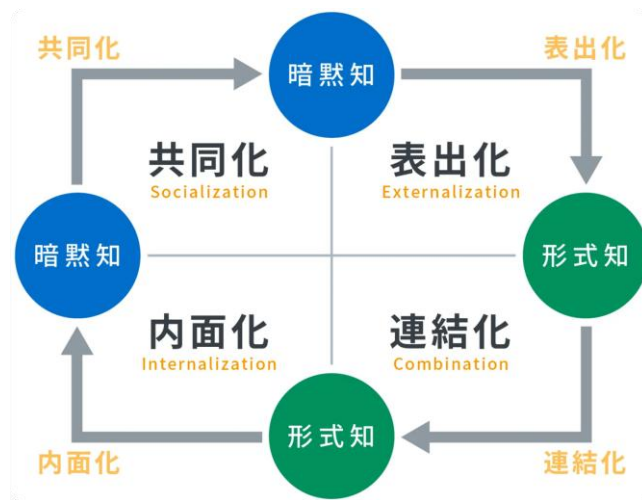 共同化
暗黙知
表出化
共同化
Socialization
表出化
Externalization
暗黙知
形式知
内面化
Internalization
連結化
Combination
内面化
形式知
連結化